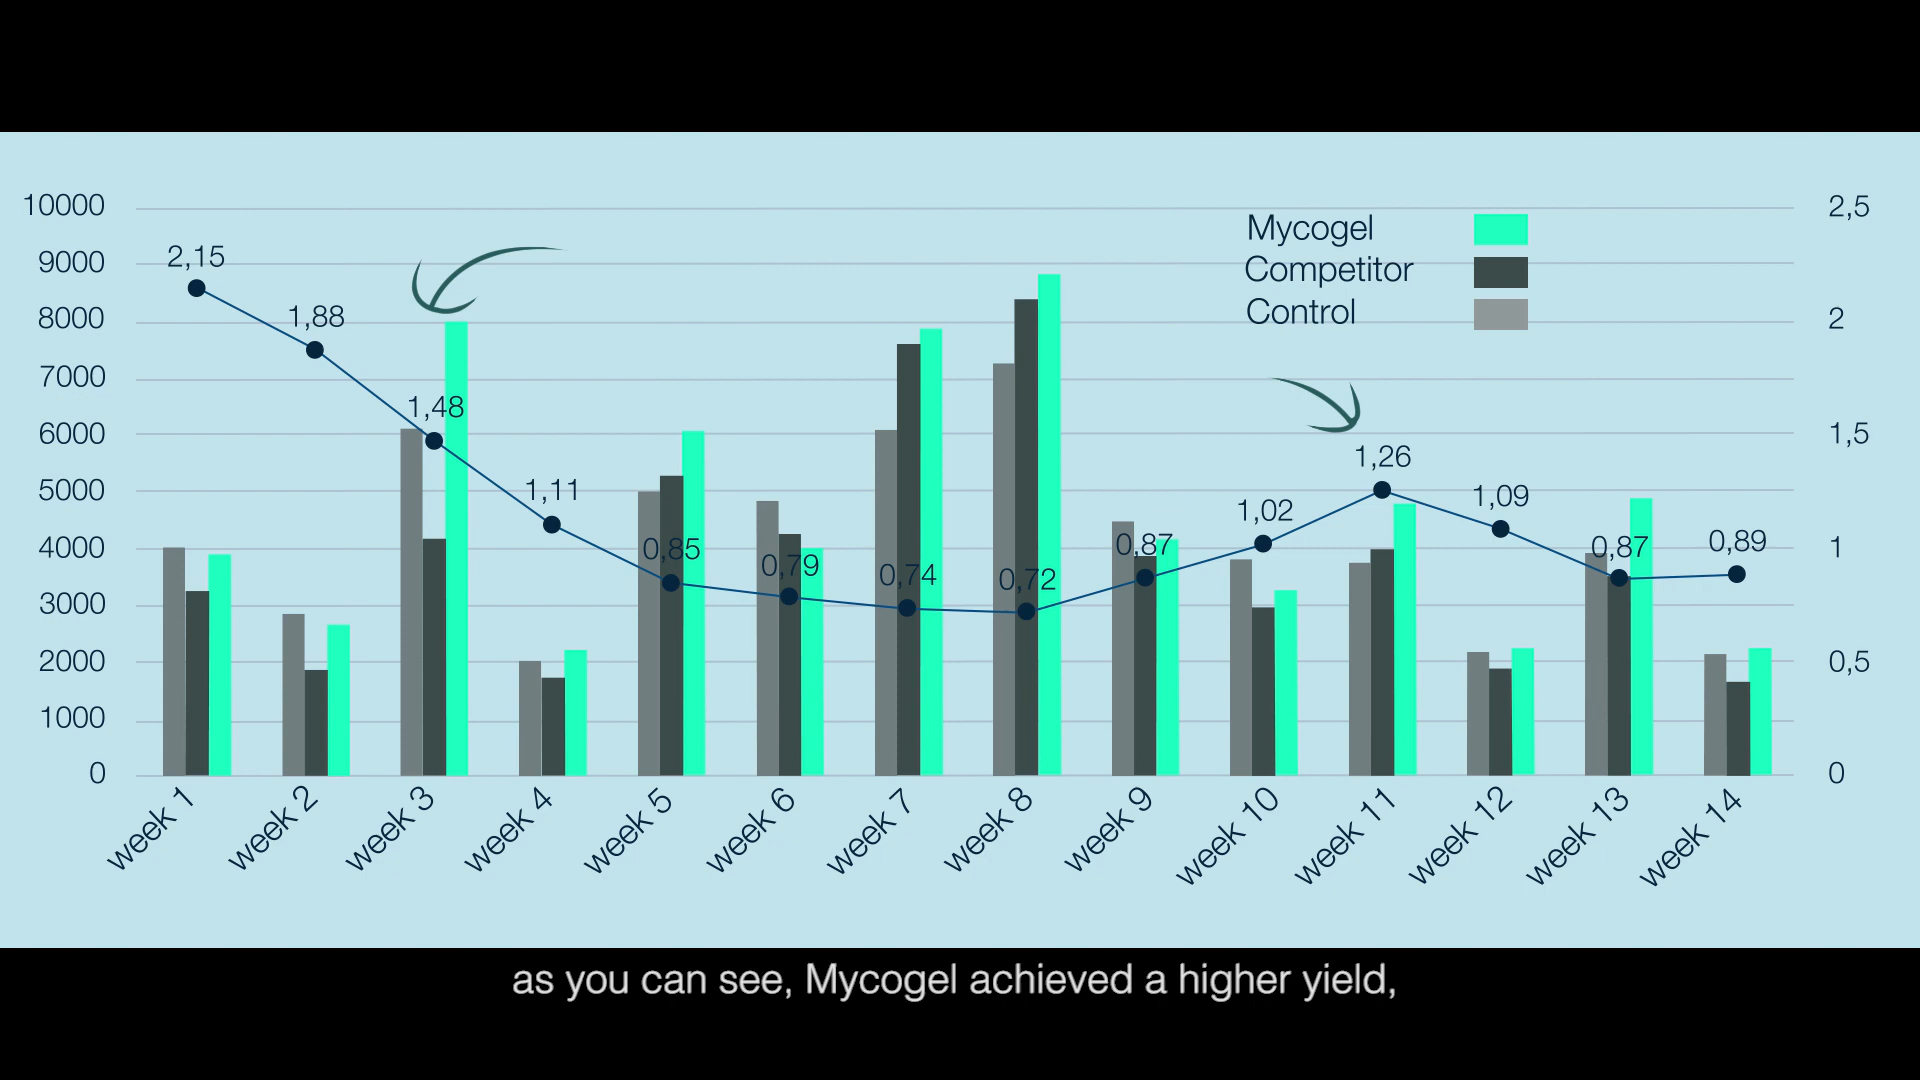 10000
9000
8000
7000
6000
5000
4000
3000
2000
1000
0
2,15
1,88
1,48
1,11
0,85
0,79
0,74
0,72
0,87
1,02
1,26
1,09
0,87
0,89
Mycogel
Competitor
Control
2,5
2
1,5
1
0,5
0
week 1
week 2
week 3
week 4
week 5
week 6
week 7
week 8
week 9
week 10
week 11
week 12
week 13
week 14
as you can see, Mycogel achieved a higher yield,